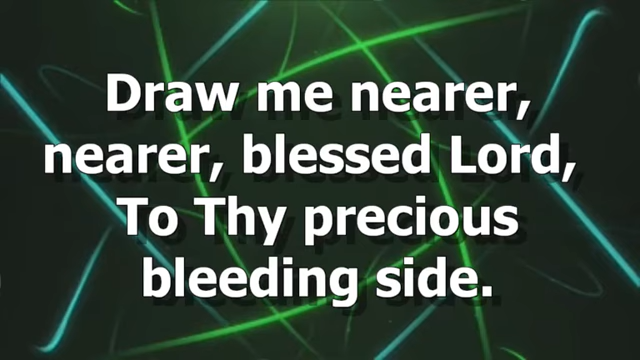 Draw me nearer,
nearer, blessed Lord,
To Thy precious
bleeding side.